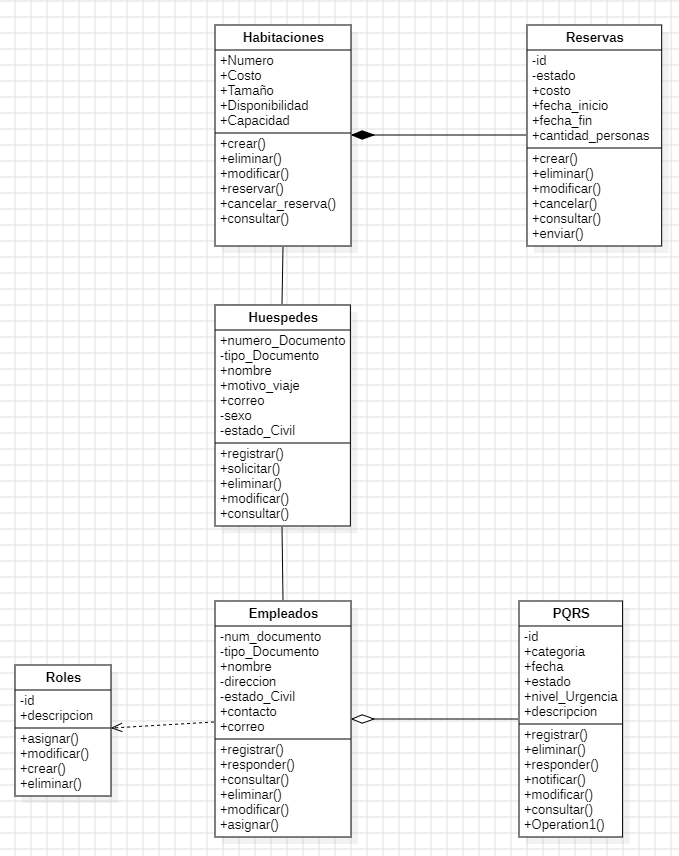 Habitaciones
+Numero
+Costo
+Tamaño
+Disponibilidad
+Capacidad
+crear()
+eliminar()
+modificar()
+reservar()
+cancelar_reserva()
+consultar()
Reservas
-id
-estado
+costo
+fecha_inicio
+fecha_fin
+cantidad_personas
+crear()
+eliminar()
+modificar()
+cancelar()
+consultar()
+enviar()
Huespedes
+numero_Documento
-tipo_Documento
+nombre
+motivo_viaje
+correo
-sexo
-estado_Civil
+registrar()
+solicitar()
+eliminar()
+modificar()
+consultar()
Roles
-id
+descripcion
+asignar()
+modificar()
+crear()
+eliminar()
Empleados
-num_documento
-tipo_Documento
+nombre
-direccion
-estado_Civil
+contacto
+correo
+registrar()
+responder()
+consultar()
+eliminar()
+modificar()
+asignar()
PQRS
-id
+categoria
+fecha
+estado
+nivel_Urgencia
+descripcion
+registrar()
+eliminar()
+responder()
+notificar()
+modificar()
+consultar()
+Operation1()